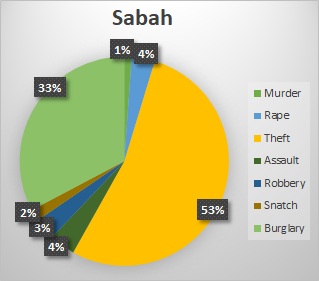 Sabah
1%
4%
33%
53%
2%
3%
4%
Murder
Rape
Theft
Assault
Robbery
Snatch
Burglary